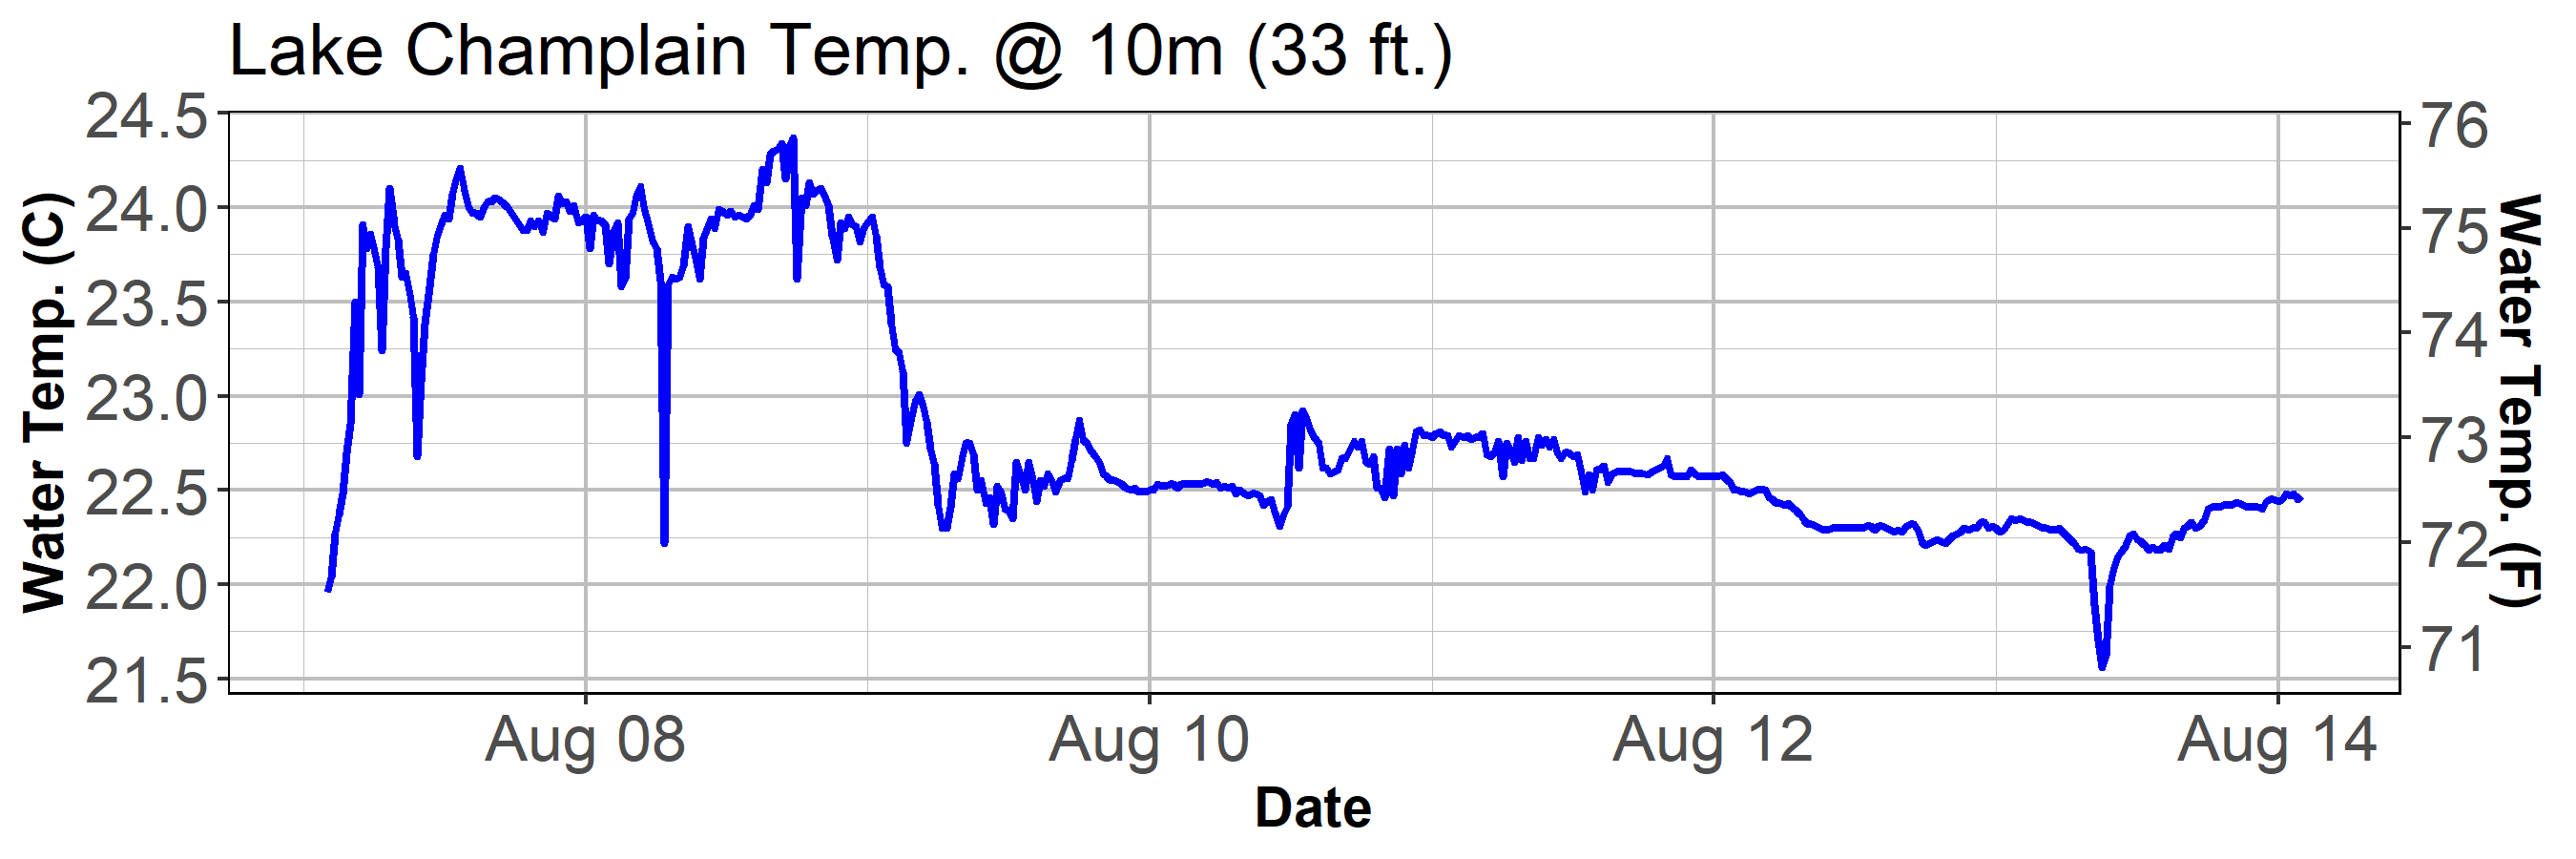 Lake Champlain Temp. @ 10m (33 ft.)
Water Temp. (C)
24.5
24.0
23.5
23.0
22.5
22.0
21.5
76
75
74
73
72
71
Water Temp. (F)
Aug 08 Aug 10 Aug 12 Aug 14
Date